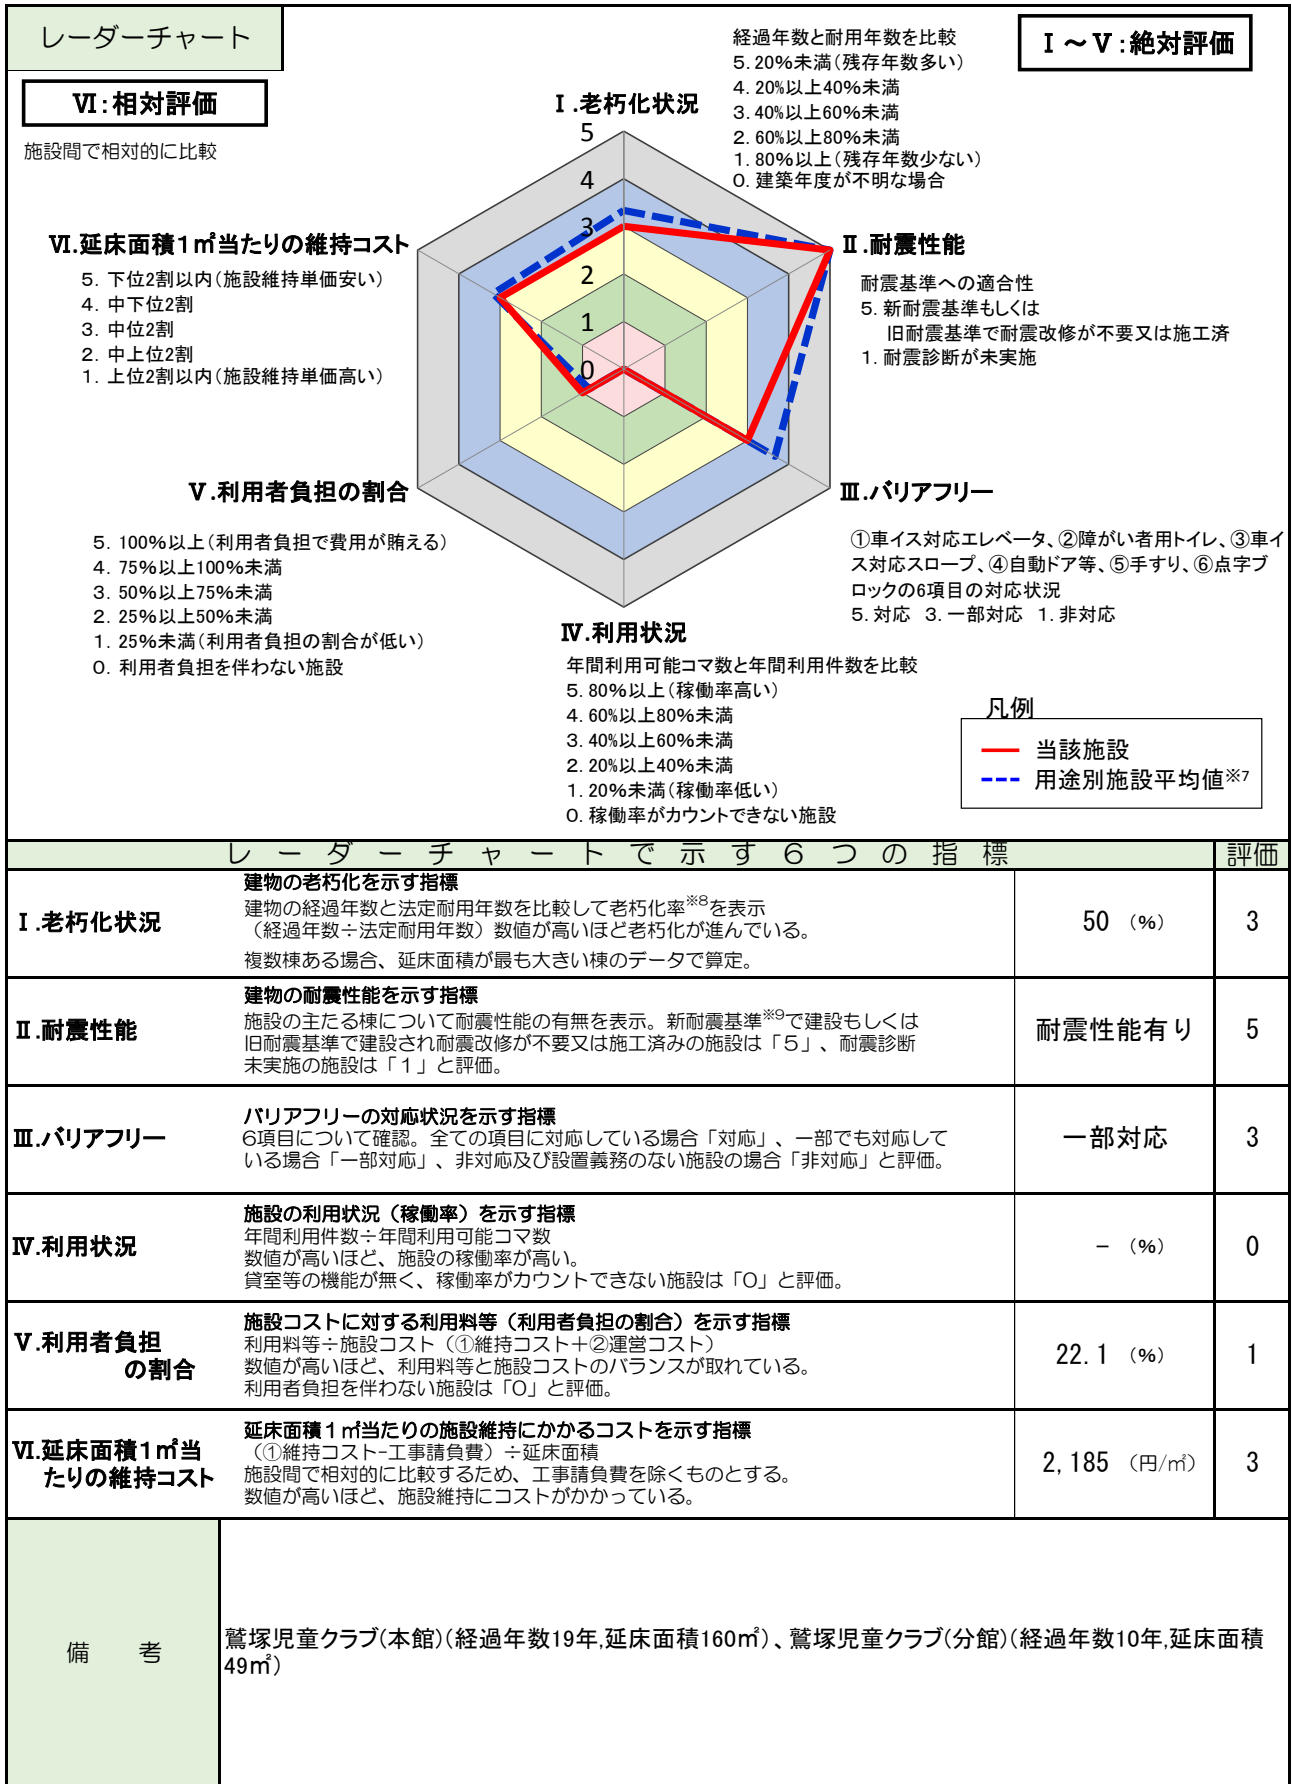 レーダーチャート
Ⅰ～Ⅴ:絶対評価
Ⅵ:相対評価
施設間で相対的に比較
Ⅰ.老朽化状況
経過年数と耐用年数を比較
5.20%未満(残存年数多い)
4.20%以上40%未満
3.40%以上60%未満
2.60%以上80%未満
1.80%以上(残存年数少ない)
0.建築年度が不明な場合
5
4
3
2
1
0
Ⅱ.耐震性能
耐震基準への適合性
5.新耐震基準もしくは
旧耐震基準で耐震改修が不要又は施工済
1.耐震診断が未実施
Ⅲ.バリアフリー
①車イス対応エレベータ、②障がい者用トイレ、③車イ
ス対応スロープ、④自動ドア等、⑤手すり、⑥点字ブ
ロックの6項目の対応状況
5.対応 3.一部対応 1.非対応
Ⅳ.利用状況
年間利用可能コマ数と年間利用件数を比較
5.80%以上(稼働率高い)
4.60%以上80%未満
3.40%以上60%未満
2.20%以上40%未満
1.20%未満(稼働率低い)
0.稼働率がカウントできない施設
Ⅴ.利用者負担の割合
5.100%以上(利用者負担で費用が賄える)
4.75%以上100%未満
3.50%以上75%未満
2.25%以上50%未満
1.25%未満(利用者負担の割合が低い)
0.利用者負担を伴わない施設
Ⅵ.延床面積1㎡当たりの維持コスト
5.下位2割以内(施設維持単価安い)
4.中下位2割
3.中位2割
2.中上位2割
1.上位2割以内(施設維持単価高い)
凡例
当該施設
用途別施設平均値※7
レーダーチャートで示す6つの指標 評価
Ⅰ.老朽化状況
建物の老朽化を示す指標
建物の経過年数と法定耐用年数を比較して老朽化率※8を表示
（経過年数÷法定耐用年数）数値が高いほど老朽化が進んでいる。
複数棟ある場合、延床面積が最も大きい棟のデータで算定。
50 (%) 3
Ⅱ.耐震性能
建物の耐震性能を示す指標
施設の主たる棟について耐震性能の有無を表示。新耐震基準※9で建設もしくは
旧耐震基準で建設され耐震改修が不要又は施工済みの施設は「5」、耐震診断
未実施の施設は「1」と評価。
耐震性能有り 5
Ⅲ.バリアフリー
バリアフリーの対応状況を示す指標
6項目について確認。全ての項目に対応している場合「対応」、一部でも対応して
いる場合「一部対応」、非対応及び設置義務のない施設の場合「非対応」と評価。
一部対応 3
Ⅳ.利用状況
施設の利用状況（稼働率）を示す指標
年間利用件数÷年間利用可能コマ数
数値が高いほど、施設の稼働率が高い。
貸室等の機能が無く、稼働率がカウントできない施設は「0」と評価。
－ (%) 0
Ⅴ.利用者負担
の割合
施設コストに対する利用料等（利用者負担の割合）を示す指標
利用料等÷施設コスト（①維持コスト＋②運営コスト）
数値が高いほど、利用料等と施設コストのバランスが取れている。
利用者負担を伴わない施設は「0」と評価。
22.1 (%) 1
Ⅵ.延床面積1㎡当
たりの維持コスト
延床面積1㎡当たりの施設維持にかかるコストを示す指標
（①維持コスト-工事請負費）÷延床面積
施設間で相対的に比較するため、工事請負費を除くものとする。
数値が高いほど、施設維持にコストがかかっている。
2,185 (円/㎡) 3
備 考
鷲塚児童クラブ(本館)(経過年数19年,延床面積160㎡)、鷲塚児童クラブ(分館)(経過年数10年,延床面積
49㎡)